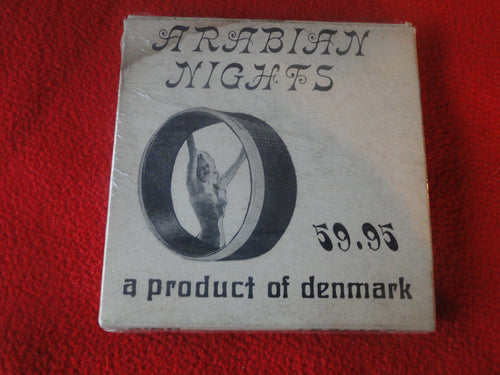 ARABIAN
NIGHTS
59.95
a product of denmark